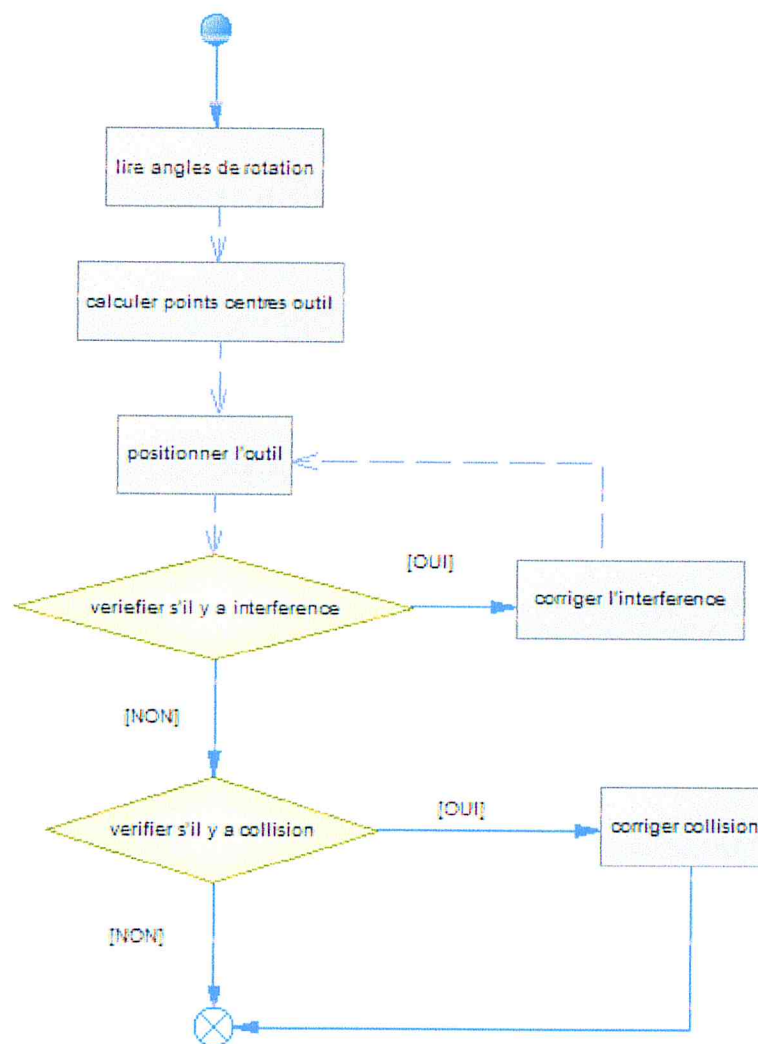 lire angles de rotation
calculer points centres outil
positionner l'outil
[OUI]
veriefier s'il y a interference
corriger l'interference
[NON]
[OUI]
verifier s'il y a collision
corriger collision
[NON]